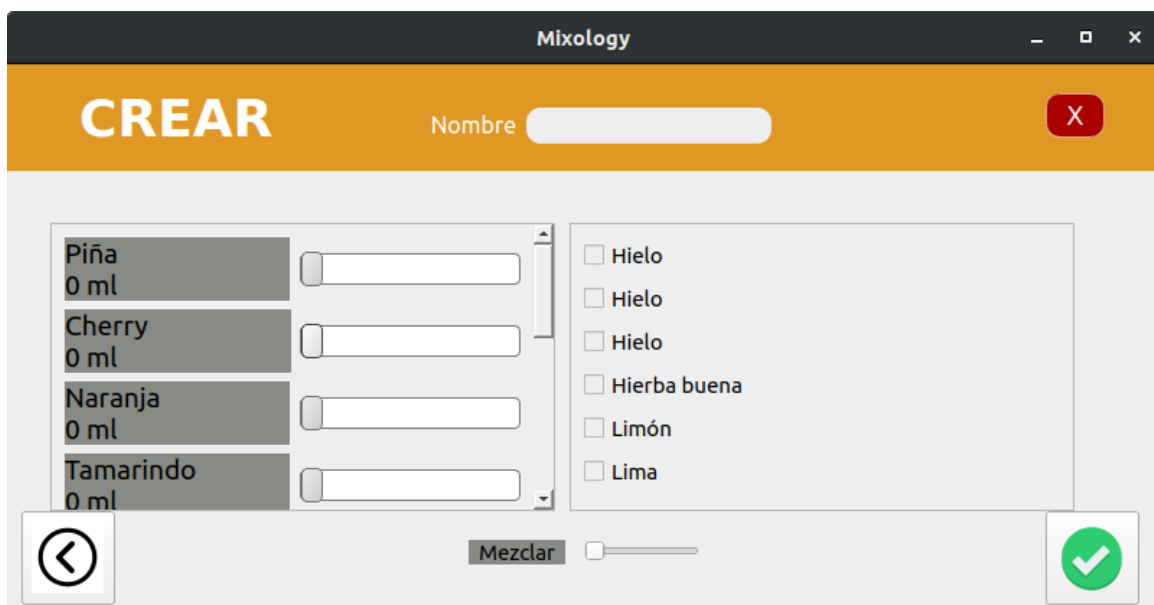 Mixology
CREAR
Nombre
X
Piña
0 ml
Cherry
0 ml
Naranja
0 ml
Tamarindo
0 ml
Hielo
Hielo
Hielo
Hierba buena
Limón
Lima
Mezclar